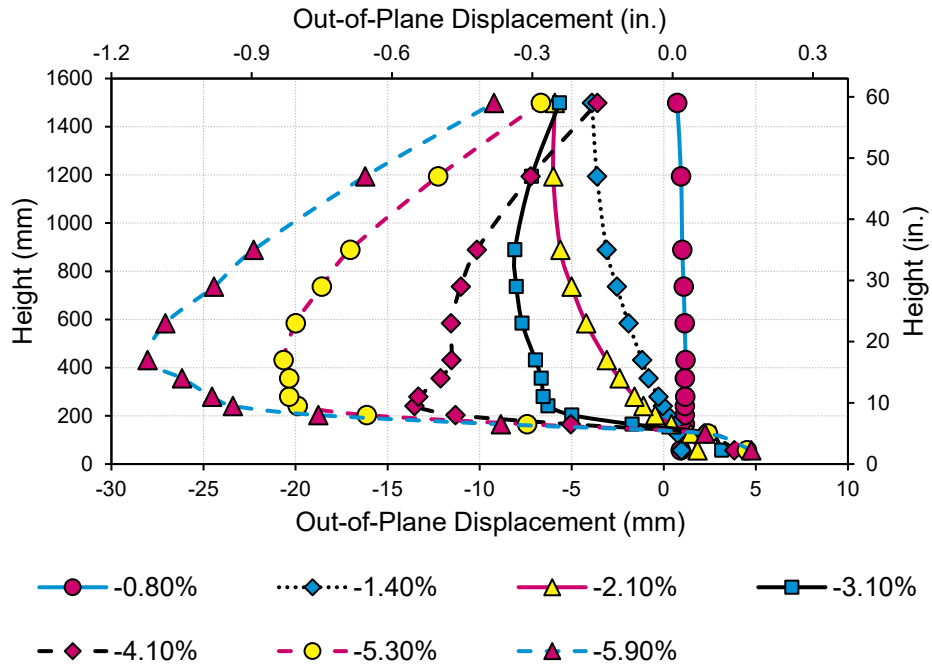 Out-of-Plane Displacement (in.)
-1.2 -0.9 -0.6 -0.3 0.0 0.3
1600
1400
1200
1000
800
600
400
200
0
Height (mm)
60
50
40
30
20
10
0
Height (in.)
-30 -25 -20 -15 -10 -5 0 5 10
Out-of-Plane Displacement (mm)
-0.80% -1.40% -2.10% -3.10%
-4.10% -5.30% -5.90%